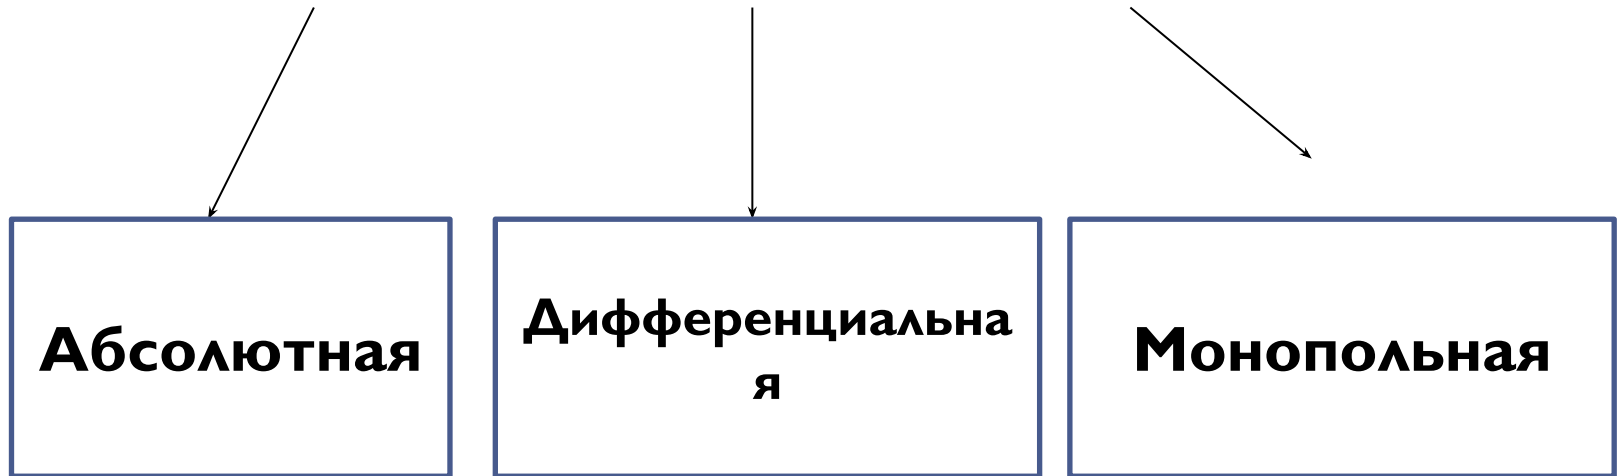 Абсолютная
Дифференциальна
я
Монопольная